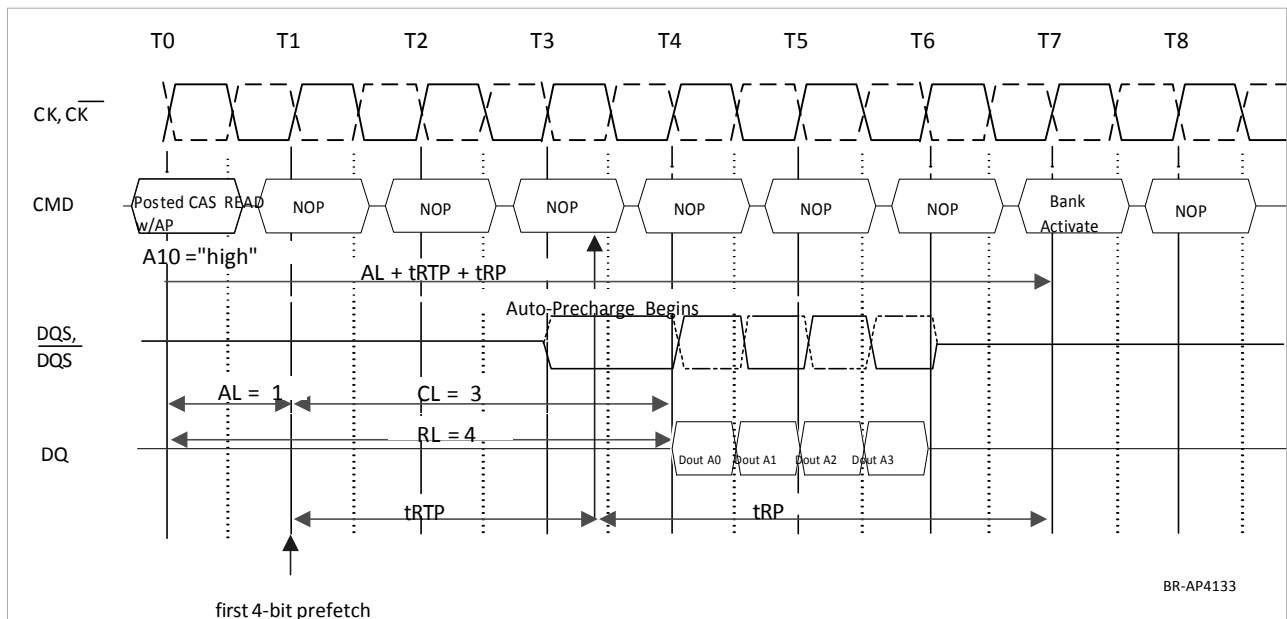 T0 T1 T2 T3 T4 T5 T6 T7 T8
CK, CK
CMD
Posted CAS READ
w/AP
NOP
NOP
NOP
NOP
NOP
NOP
Bank
Activate
NOP
A10 ="high"
AL + tRTP + tRP
Auto-Precharge Begins
DQS,
DQS
AL = 1
CL = 3
RL = 4
DQ
Dout A0 Dout A1 Dout A2 Dout A3
tRTP
tRP
first 4-bit prefetch
BR-AP4133